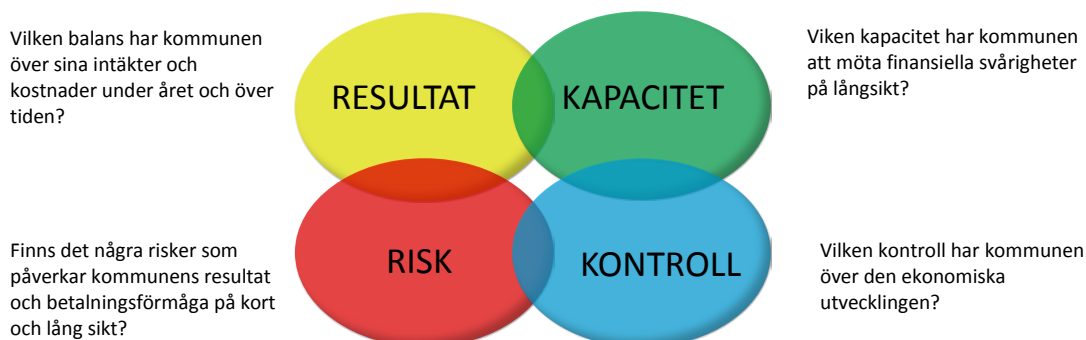 Vilken balans har kommunen
över sina intäkter och
kostnader under året och över
tiden?
RESULTAT
KAPACITET
Viken kapacitet har kommunen
att möta finansiella svårigheter
på långsikt?
Finns det några risker som
påverkar kommunens resultat
och betalningsförmåga på kort
och lång sikt?
RISK
KONTROLL
Vilken kontroll har kommunen
över den ekonomiska
utvecklingen?